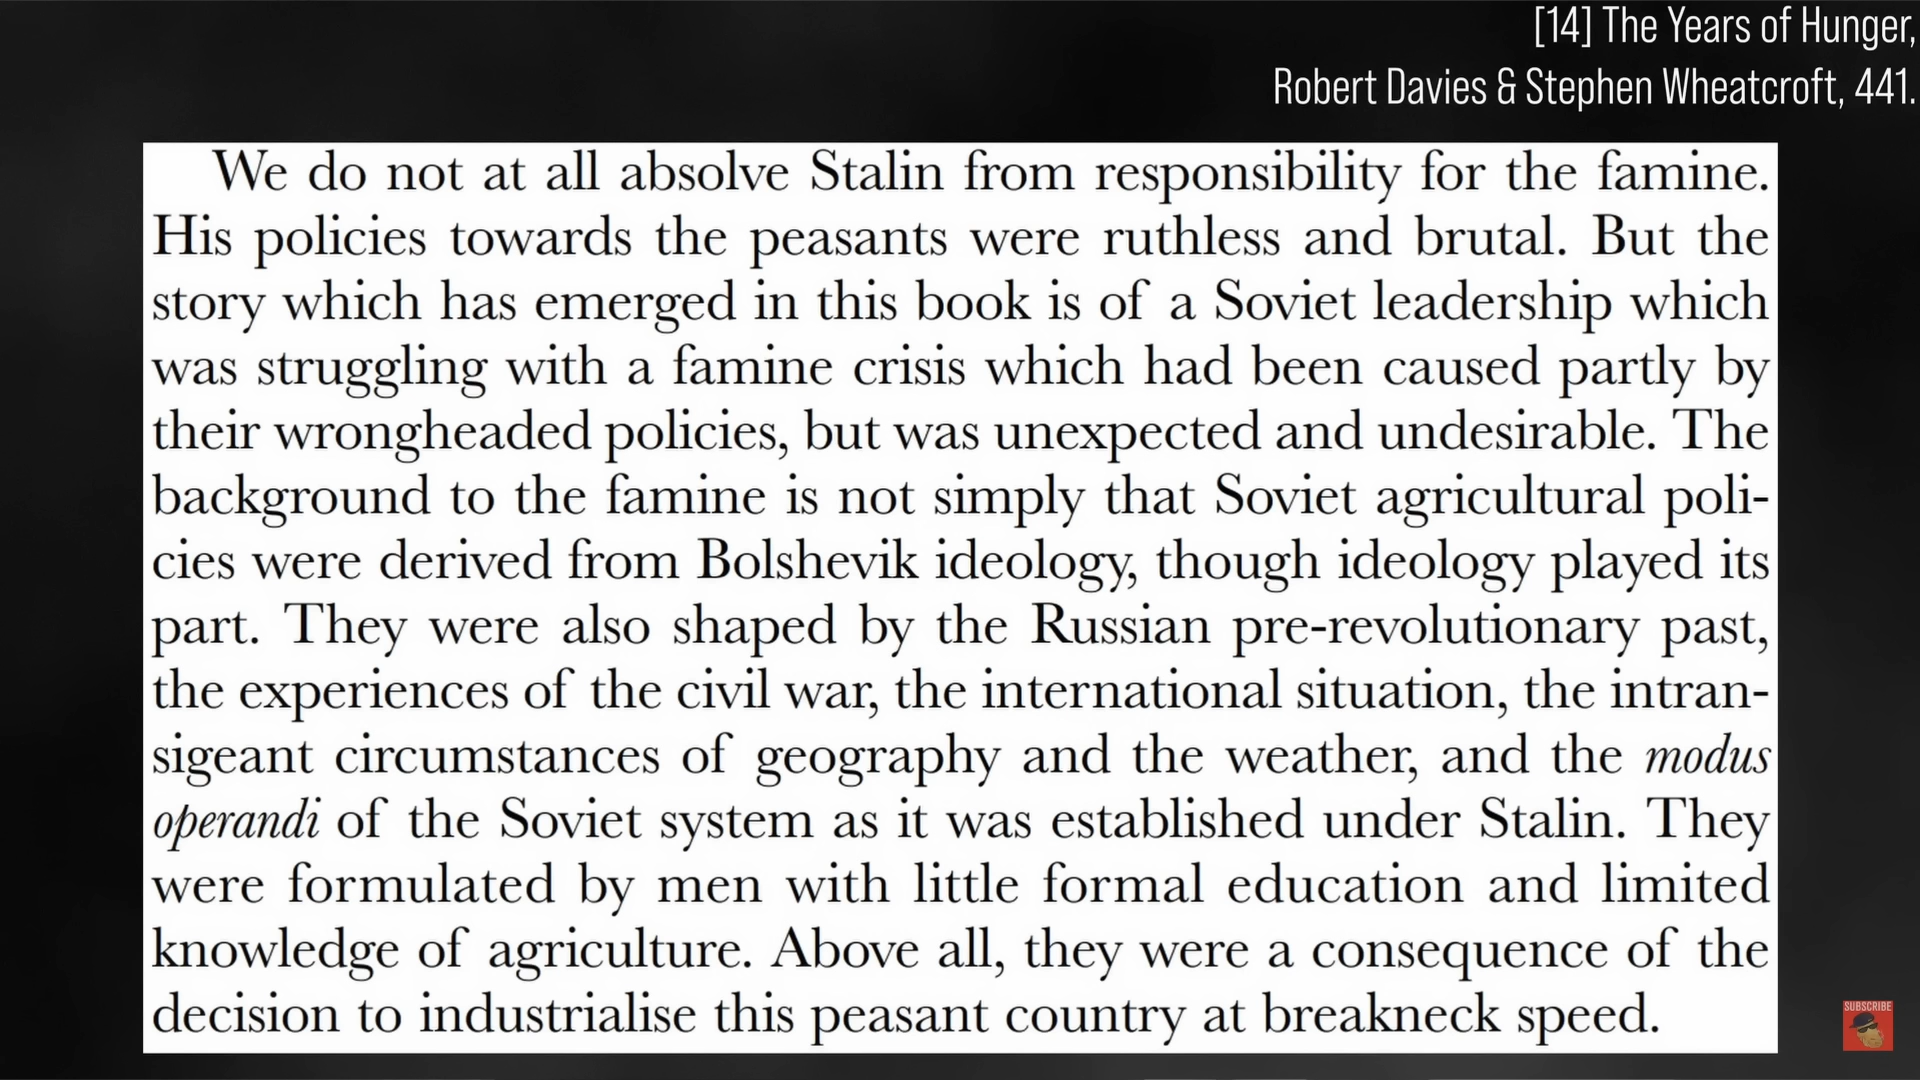 [14] The Years of Hunger,
Robert Davies & Stephen Wheatcroft, 441.
We do not at all absolve Stalin from responsibility for the famine.
His policies towards the peasants were ruthless and brutal. But the
story which has emerged in this book is of a Soviet leadership which
was struggling with a famine crisis which had been caused partly by
their wrongheaded policies, but was unexpected and undesirable. The
background to the famine is not simply that Soviet agricultural poli-
cies were derived from Bolshevik ideology, though ideology played its
part. They were also shaped by the Russian pre-revolutionary past,
the experiences of the civil war, the international situation, the intran-
sigeant circumstances of geography and the weather, and the modus
operandi of the Soviet system as it was established under Stalin. They
were formulated by men with little formal education and limited
knowledge of agriculture. Above all, they were a consequence of the
decision to industrialise this peasant country at breakneck speed.
SUBSCRIBE